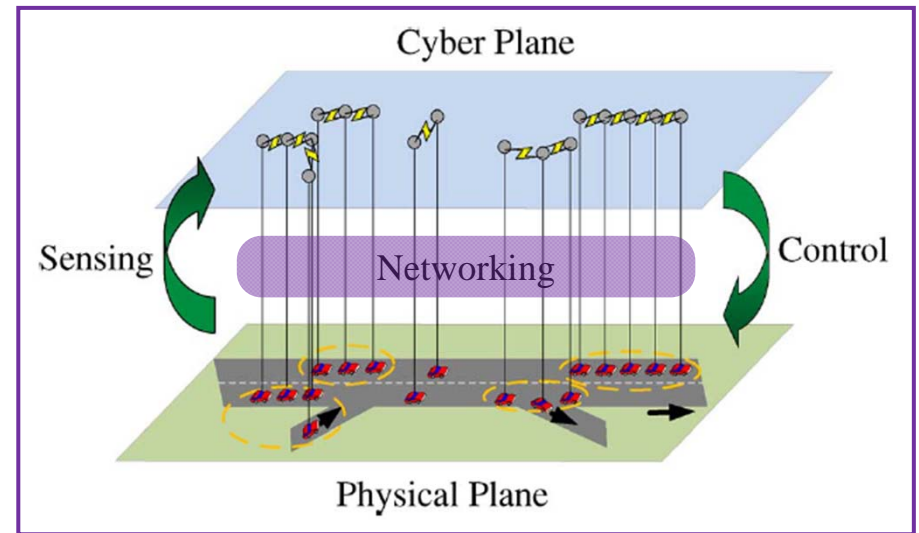 Cyber Plane
Sensing
Networking
Control
Physical Plane